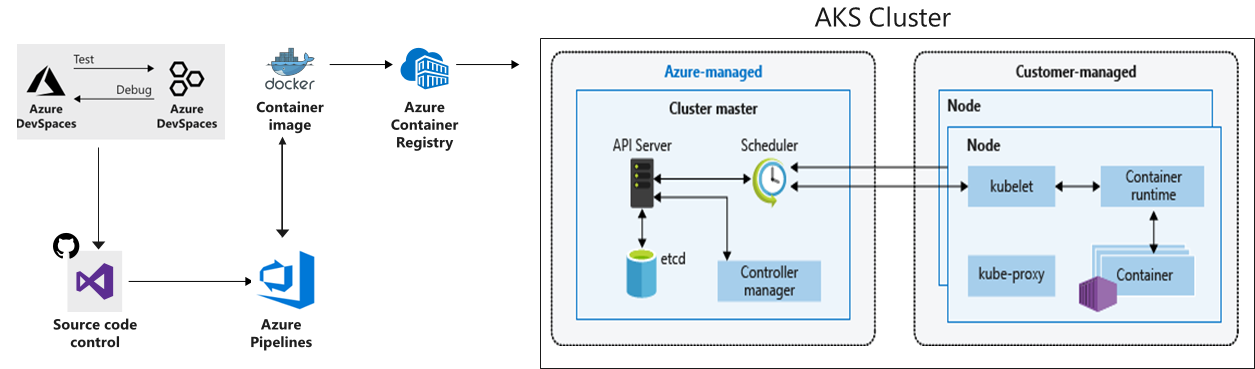 AKS Cluster
Test
Debug
Azure
DevSpaces
Azure
DevSpaces
docker
Container
image
Azure
Container
Registry
Source code
control
Azure
Pipelines
Azure-managed
Cluster master
API Server
Scheduler
etcd
Controller
manager
Customer-managed
Node
Node
kubelet
Container
runtime
kube-proxy
Container